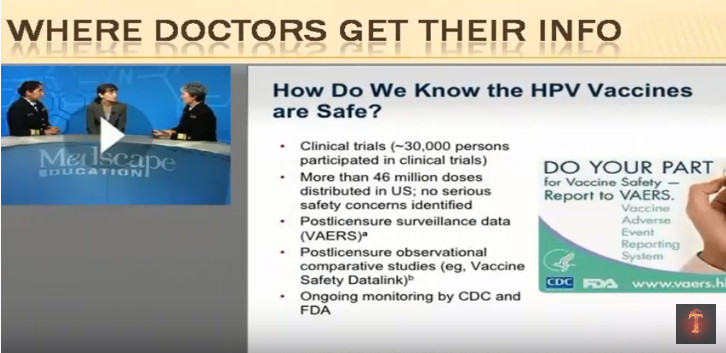 WHERE DOCTORS GET THEIR INFO
Medscape
EDUCATION
How Do We Know the HPV Vaccines
are Safe?
• Clinical trials (~30,000 persons
participated in clinical trials)
• More than 46 million doses
distributed in US; no serious
safety concerns identified
• Postlicensure surveillance data
(VAERS)a
• Postlicensure observational
comparative studies (eg, Vaccine
Safety Datalink)b
• Ongoing monitoring by CDC and
FDA
DO YOUR PART
for Vaccine Safety —
Report to VAERS.
Vaccine
Adverse
Event
Reporting
System
CDC FDA www.vaers.h